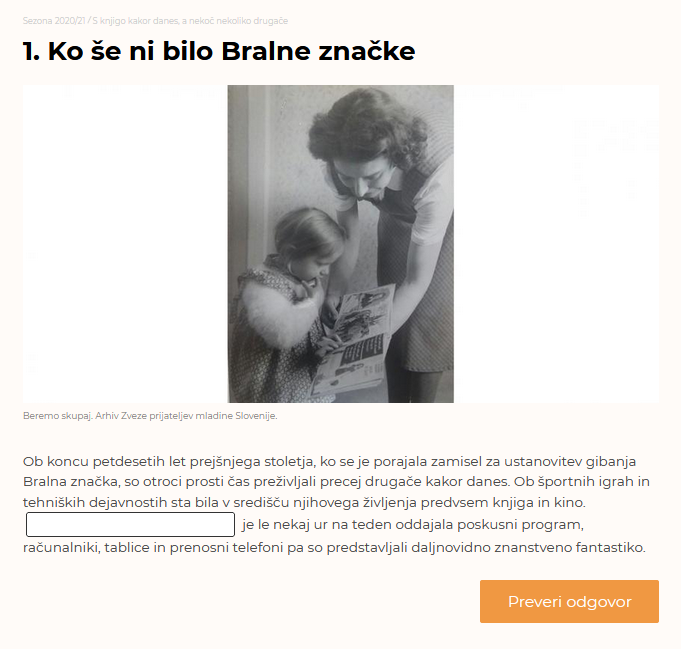 Sezona 2020/21 / S knjigo kakor danes, a nekoč nekoliko drugače
1. Ko še ni bilo Bralne značke
Beremo skupaj. Arhiv Zveze prijateljev mladine Slovenije.
Ob koncu petdesetih let prejšnjega stoletja, ko se je porajala zamisel za ustanovitev gibanja
Bralna značka, so otroci prosti čas preživljali precej drugače kakor danes. Ob športnih igrah in
tehniških dejavnostih sta bila v središču njihovega življenja predvsem knjiga in kino.
je le nekaj ur na teden oddajala poskusni program,
računalniki, tablice in prenosni telefoni pa so predstavljali daljnovidno znanstveno fantastiko.
Preveri odgovor